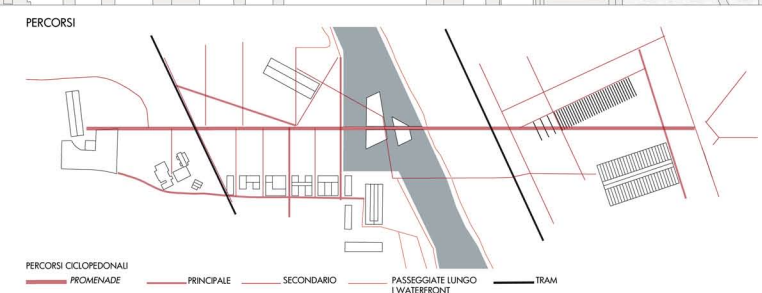 PERCORSI
PERCORSI CICLOPEDONALI
PROMENADE PRINCIPALE SECONDARIO PASSEGGIATE LUNGO TRAM
I WATERFRONT